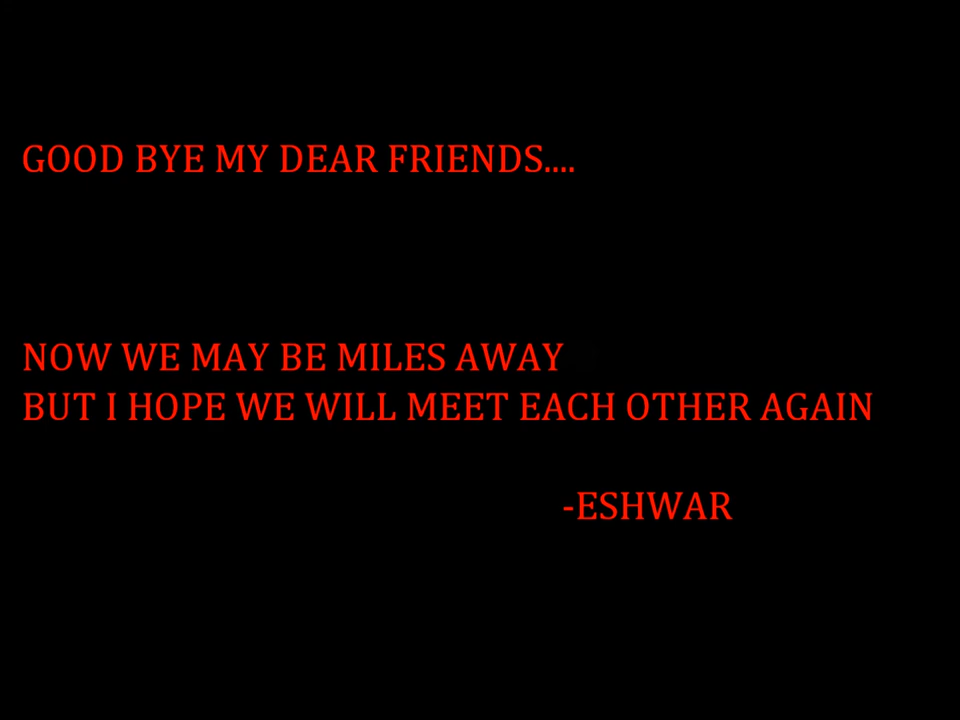 GOOD BYE MY DEAR FRIENDS....
NOW WE MAY BE MILES AWAY
BUT I HOPE WE WILL MEET EACH OTHER AGAIN
-ESHWAR